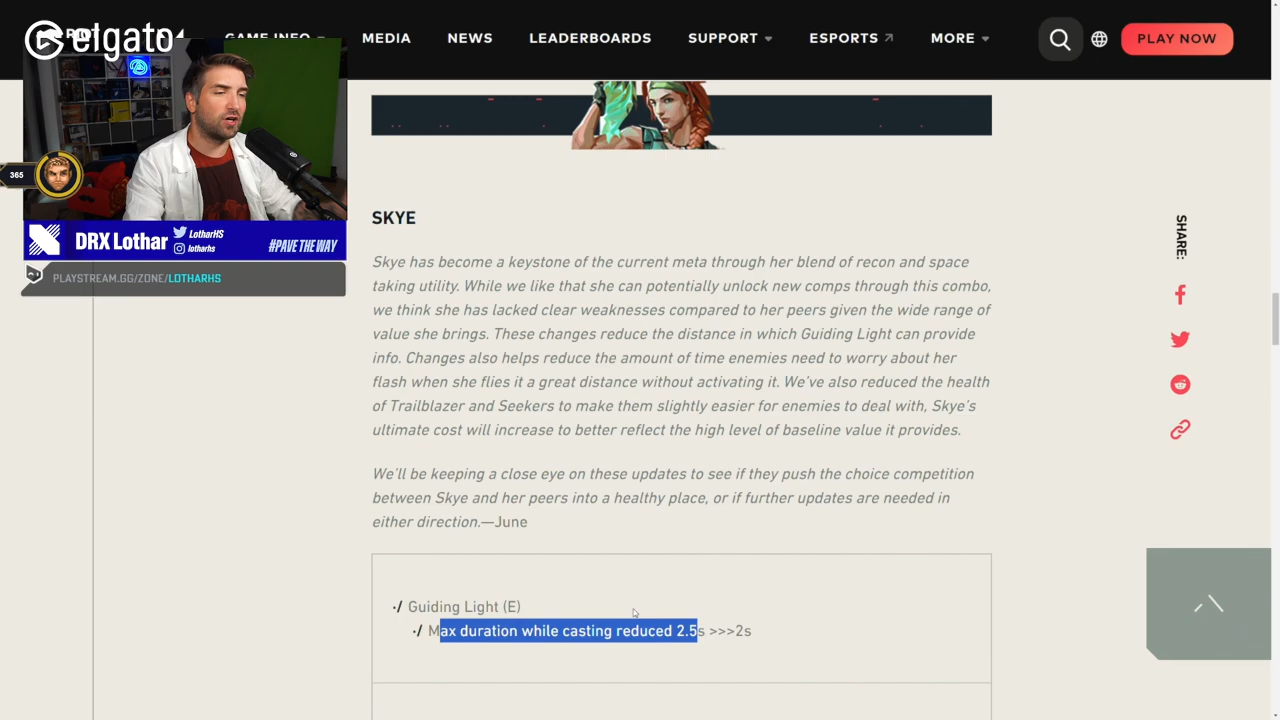 elgato
GAME INFO
MEDIA
NEWS
LEADERBOARDS
SUPPORT
ESPORTS
MORE
PLAY NOW
365
DRX Lothar
LotharHS
lotharhs
#PAVE THE WAY
PLAYSTREAM.GG/ZONE/LOTHARHS
SHARE:
SKYE
Skye has become a keystone of the current meta through her blend of recon and space
taking utility. While we like that she can potentially unlock new comps through this combo,
we think she has lacked clear weaknesses compared to her peers given the wide range of
value she brings. These changes reduce the distance in which Guiding Light can provide
info. Changes also helps reduce the amount of time enemies need to worry about her
flash when she flies it a great distance without activating it. We've also reduced the health
of Trailblazer and Seekers to make them slightly easier for enemies to deal with, Skye's
ultimate cost will increase to better reflect the high level of baseline value it provides.
We'll be keeping a close eye on these updates to see if they push the choice competition
between Skye and her peers into a healthy place, or if further updates are needed in
either direction.—June
Guiding Light (E)
Max duration while casting reduced 2.5s >>>2s